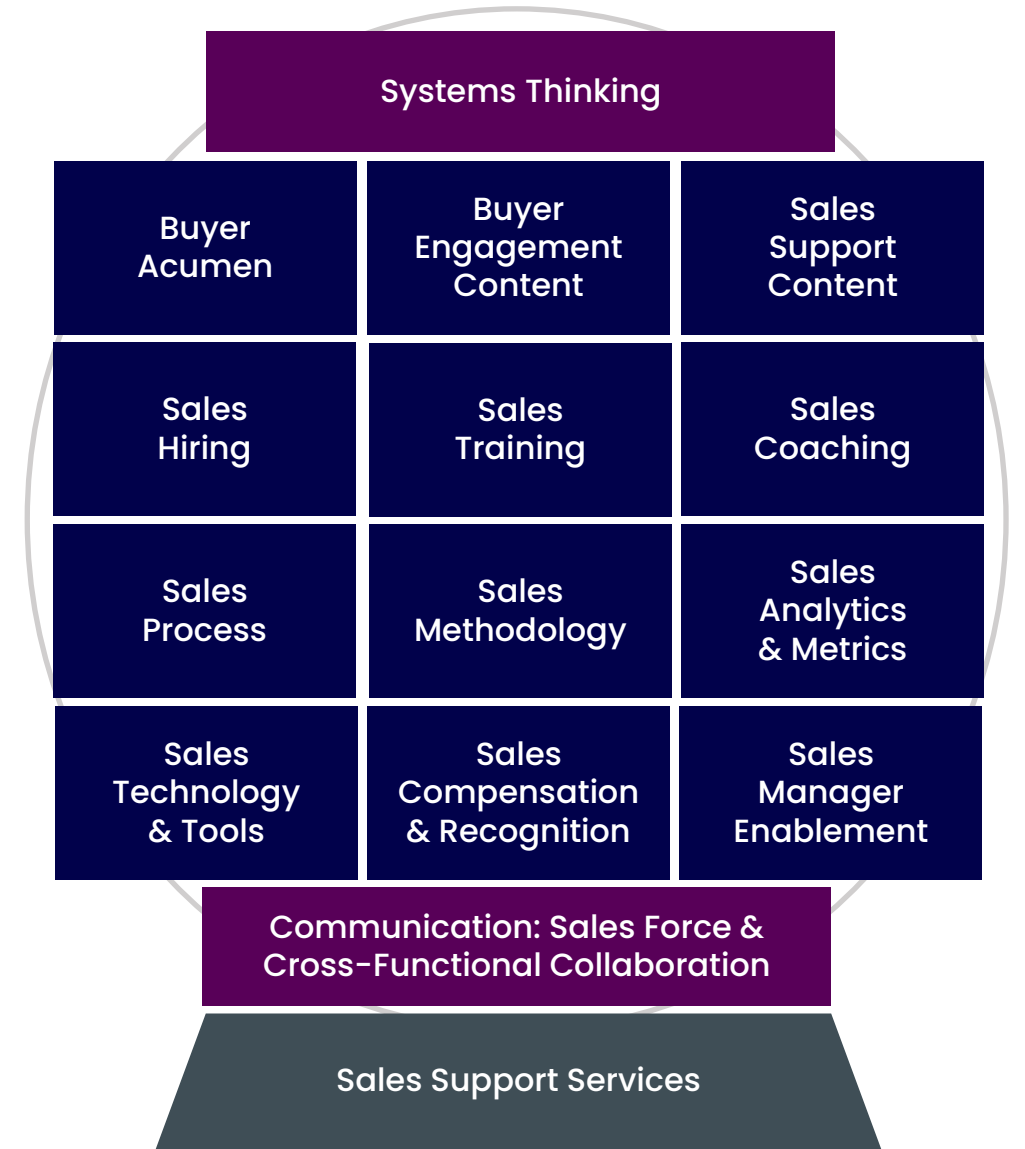 Systems Thinking
Buyer
Acumen
Buyer
Engagement
Content
Sales
Support
Content
Sales
Hiring
Sales
Training
Sales
Coaching
Sales
Process
Sales
Methodology
Sales
Analytics
& Metrics
Sales
Technology
& Tools
Sales
Compensation
& Recognition
Sales
Manager
Enablement
Communication: Sales Force &
Cross-Functional Collaboration
Sales Support Services